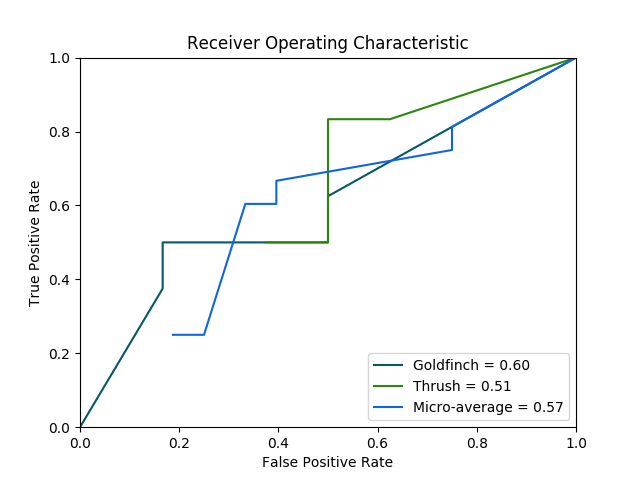 Receiver Operating Characteristic
1.0
0.8
0.6
0.4
0.2
0.0
True Positive Rate
0.0 0.2 0.4 0.6 0.8 1.0
False Positive Rate
Goldfinch = 0.60
Thrush = 0.51
Micro-average = 0.57